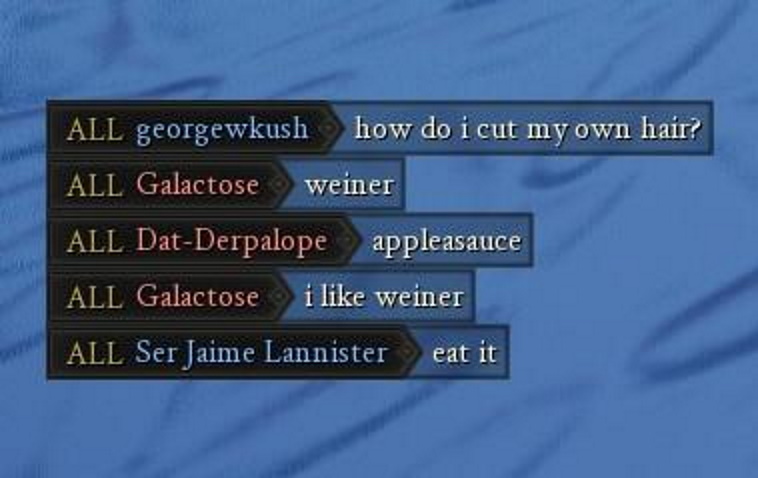 ALL georgewkush how do i cut my own hair?
ALL Galactose weiner
ALL Dat-Derpalope appleasauce
ALL Galactose i like weiner
ALL Ser Jaime Lannister eat it